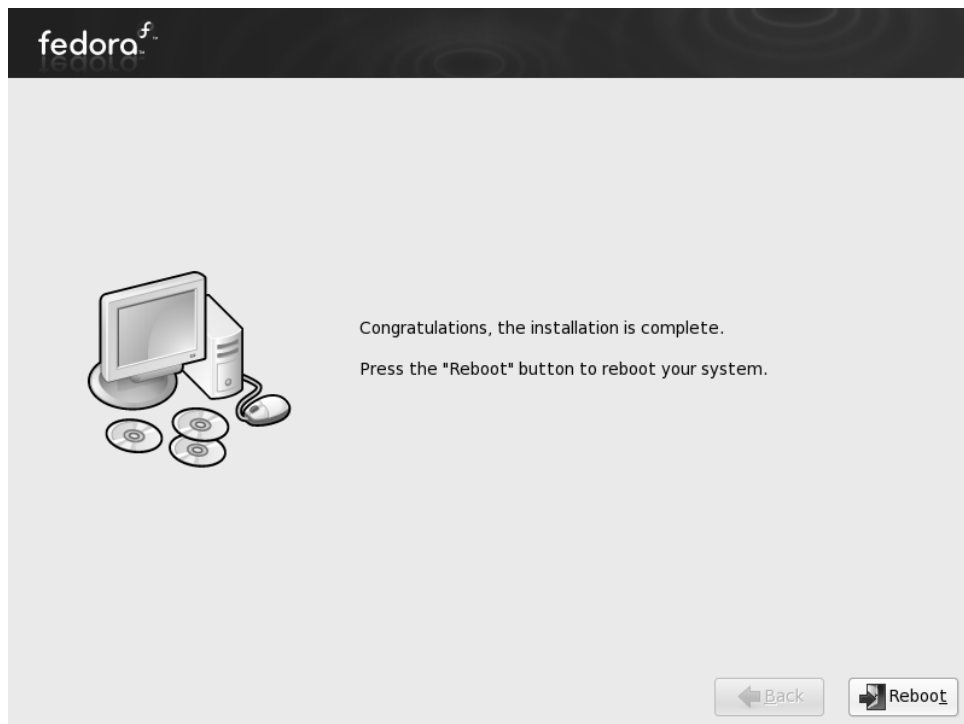 fedora
Congratulations, the installation is complete.
Press the "Reboot" button to reboot your system.
Back
Reboot